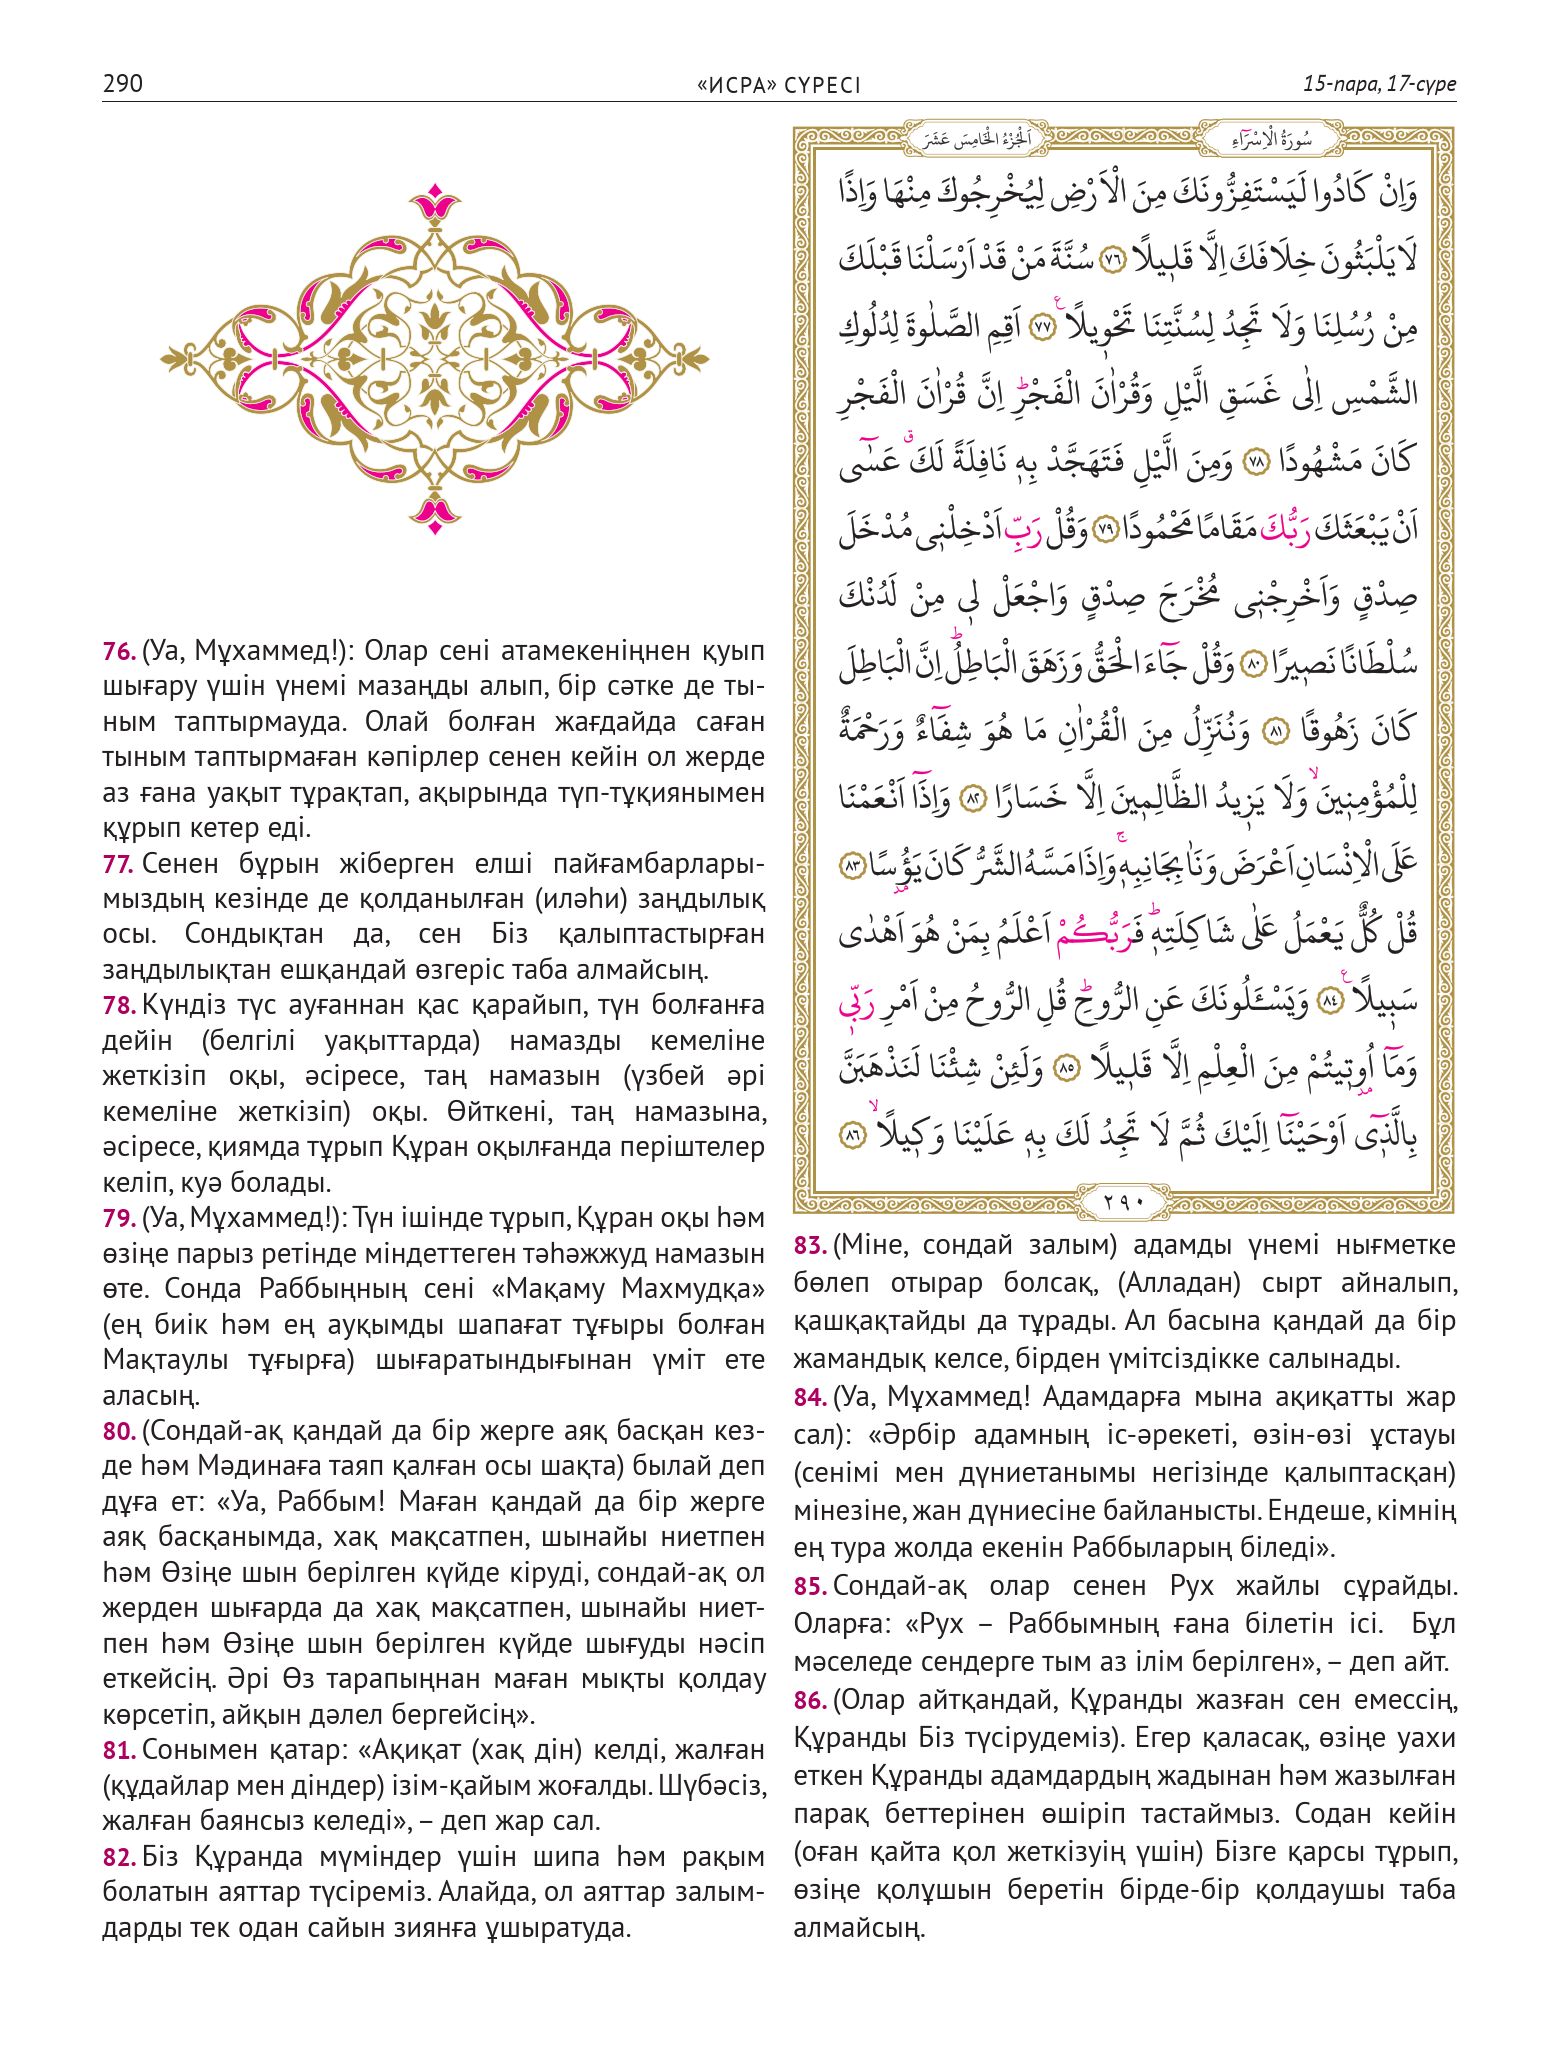 290
«ИСРА» СҮРЕСІ
15-пара, 17-сүре
76. (Уа, Мұхаммед!): Олар сені атамекеніңнен қуып
шығару үшін үнемі мазаңды алып, бір сәтке де ты-
ным таптырмауда. Олай болған жағдайда саған
тыным таптырмаған кәпірлер сенен кейін ол жерде
аз ғана уақыт тұрақтап, ақырында түп-тұқиянымен
құрып кетер еді.
77. Сенен бұрын жіберген елші пайғамбарлары-
мыздың кезінде де қолданылған (иләһи) заңдылық
осы. Сондықтан да, сен Біз қалыптастырған
заңдылықтан ешқандай өзгеріс таба алмайсың.
78. Күндіз түс ауғаннан қас қарайып, түн болғанға
дейін (белгілі уақыттарда) намазды кемеліне
жеткізіп оқы, әсіресе, таң намазын (үзбей әрі
кемеліне жеткізіп) оқы. Өйткені, таң намазына,
әсіресе, қиямда тұрып Құран оқылғанда періштелер
келіп, куә болады.
79. (Уа, Мұхаммед!): Түн ішінде тұрып, Құран оқы һәм
өзіңе парыз ретінде міндеттеген тәһәжжуд намазын
өте. Сонда Раббыңның сені «Мақаму Махмудқа»
(ең биік һәм ең ауқымды шапағат тұғыры болған
Мақтаулы тұғырға) шығаратындығынан үміт ете
аласың.
80. (Сондай-ақ қандай да бір жерге аяқ басқан кез-
де һәм Мәдинаға таяп қалған осы шақта) былай деп
дұға ет: «Уа, Раббым! Маған қандай да бір жерге
аяқ басқанымда, хақ мақсатпен, шынайы ниетпен
һәм Өзіңе шын берілген күйде кіруді, сондай-ақ ол
жерден шығарда да хақ мақсатпен, шынайы ниет-
пен һәм Өзіңе шын берілген күйде шығуды нәсіп
еткейсің. Әрі Өз тарапыңнан маған мықты қолдау
көрсетіп, айқын дәлел бергейсің».
81. Сонымен қатар: «Ақиқат (хақ дін) келді, жалған
(құдайлар мен діндер) ізім-қайым жоғалды. Шүбәсіз,
жалған баянсыз келеді», – деп жар сал.
82. Біз Құранда мүміндер үшін шипа һәм рақым
болатын аяттар түсіреміз. Алайда, ол аяттар залым-
дарды тек одан сайын зиянға ұшыратуда.
سُورَةُ الْاِسْرَٓاءِ
اَلْجُزْءُ الْخَامِسَ عَشَرَ
وَاِنْ كَادُوا لَيَسْتَفِزُّونَكَ مِنَ الْاَرْضِ لِيُخْرِجُوكَ مِنْهَا وَاِذًا
لَا يَلْبَثُونَ خِلَافَكَ اِلَّا قَلٖيلًا ٧٦ سُنَّةَ مَنْ قَدْ اَرْسَلْنَا قَبْلَكَ
مِنْ رُسُلِنَا وَلَا تَجِدُ لِسُنَّتِنَا تَحْوٖيلًا ع ٧٧ اَقِمِ الصَّلٰوةَ لِدُلُوكِ
الشَّمْسِ اِلٰى غَسَقِ الَّيْلِ وَقُرْاٰنَ الْفَجْرِؕ اِنَّ قُرْاٰنَ الْفَجْرِ
كَانَ مَشْهُودًا ٧٨ وَمِنَ الَّيْلِ فَتَهَجَّدْ بِهٖ نَافِلَةً لَكَ ق عَسٰٓى
اَنْ يَبْعَثَكَ رَبُّكَ مَقَامًا مَحْمُودًا ٧٩ وَقُلْ رَبِّ اَدْخِلْنٖى مُدْخَلَ
صِدْقٍ وَاَخْرِجْنٖى مُخْرَجَ صِدْقٍ وَاجْعَلْ لٖى مِنْ لَدُنْكَ
سُلْطَانًا نَصٖيرًا ٨٠ وَقُلْ جَٓاءَ الْحَقُّ وَزَهَقَ الْبَاطِلُؕ اِنَّ الْبَاطِلَ
كَانَ زَهُوقًا ٨١ وَنُنَزِّلُ مِنَ الْقُرْاٰنِ مَا هُوَ شِفَٓاءٌ وَرَحْمَةٌ
لِلْمُؤْمِنٖينَۙ وَلَا يَزٖيدُ الظَّالِمٖينَ اِلَّا خَسَارًا ٨٢ وَاِذَٓا اَنْعَمْنَا
عَلَى الْاِنْسَانِ اَعْرَضَ وَنَاٰ بِجَانِبِهٖۚ وَاِذَا مَسَّهُ الشَّرُّ كَانَ يَؤُسًا ٨٣
قُلْ كُلٌّ يَعْمَلُ عَلٰى شَاكِلَتِهٖؕ فَرَبُّكُمْ اَعْلَمُ بِمَنْ هُوَ اَهْدٰى
سَبٖيلًا ع ٨٤ وَيَسْـَٔلُونَكَ عَنِ الرُّوحِؕ قُلِ الرُّوحُ مِنْ اَمْرِ رَبّٖى
وَمَٓا اُوتٖيتُمْ مِنَ الْعِلْمِ اِلَّا قَلٖيلًا ٨٥ وَلَئِنْ شِئْنَا لَنَذْهَبَنَّ
بِالَّذٖٓى اَوْحَيْنَٓا اِلَيْكَ ثُمَّ لَا تَجِدُ لَكَ بِهٖ عَلَيْنَا وَكٖيلًاۙ ٨٦
٢٩٠
83. (Міне, сондай залым) адамды үнемі нығметке
бөлеп отырар болсақ, (Алладан) сырт айналып,
қашқақтайды да тұрады. Ал басына қандай да бір
жамандық келсе, бірден үмітсіздікке салынады.
84. (Уа, Мұхаммед! Адамдарға мына ақиқатты жар
сал): «Әрбір адамның іс-әрекеті, өзін-өзі ұстауы
(сенімі мен дүниетанымы негізінде қалыптасқан)
мінезіне, жан дүниесіне байланысты. Ендеше, кімнің
ең тура жолда екенін Раббыларың біледі».
85. Сондай-ақ олар сенен Рух жайлы сұрайды.
Оларға: «Рух – Раббымның ғана білетін ісі. Бұл
мәселеде сендерге тым аз ілім берілген», – деп айт.
86. (Олар айтқандай, Құранды жазған сен емессің,
Құранды Біз түсірудеміз). Егер қаласақ, өзіңе уахи
еткен Құранды адамдардың жадынан һәм жазылған
парақ беттерінен өшіріп тастаймыз. Содан кейін
(оған қайта қол жеткізуің үшін) Бізге қарсы тұрып,
өзіңе қолұшын беретін бірде-бір қолдаушы таба
алмайсың.